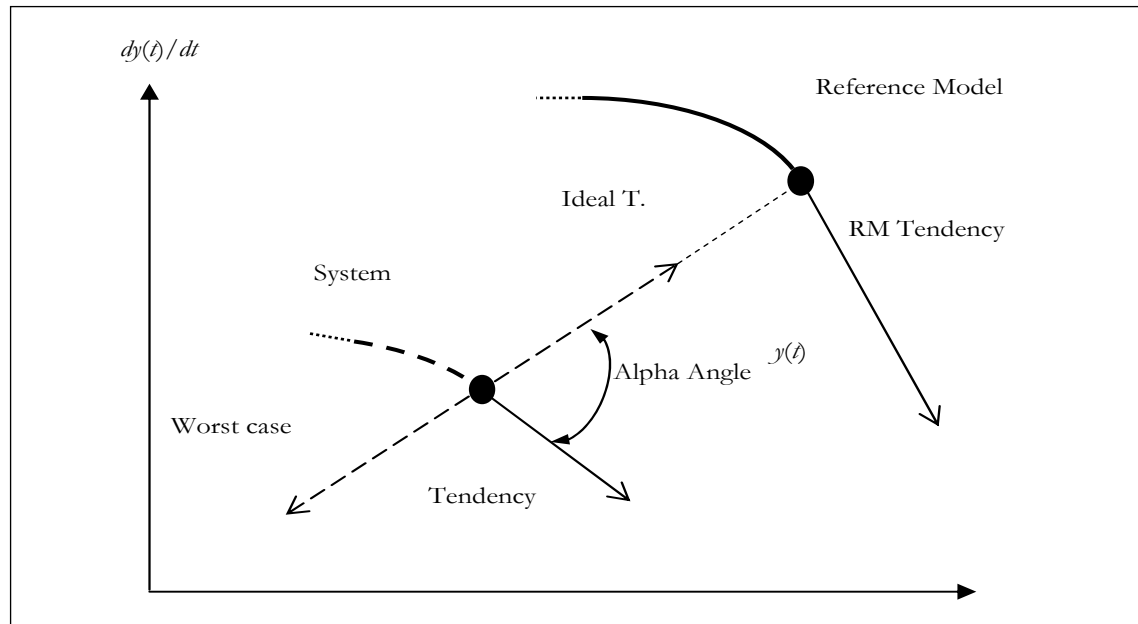 dy(t)/dt
Reference Model
Ideal T.
RM Tendency
System
y(t)
Alpha Angle
Worst case
Tendency